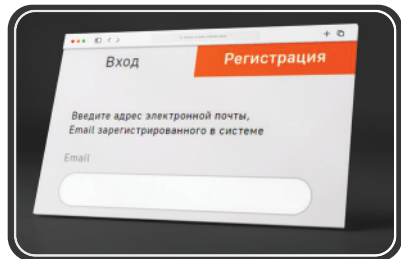 Вход
Регистрация
Введите адрес электронной почты,
Email зарегистрированного в системе
Email